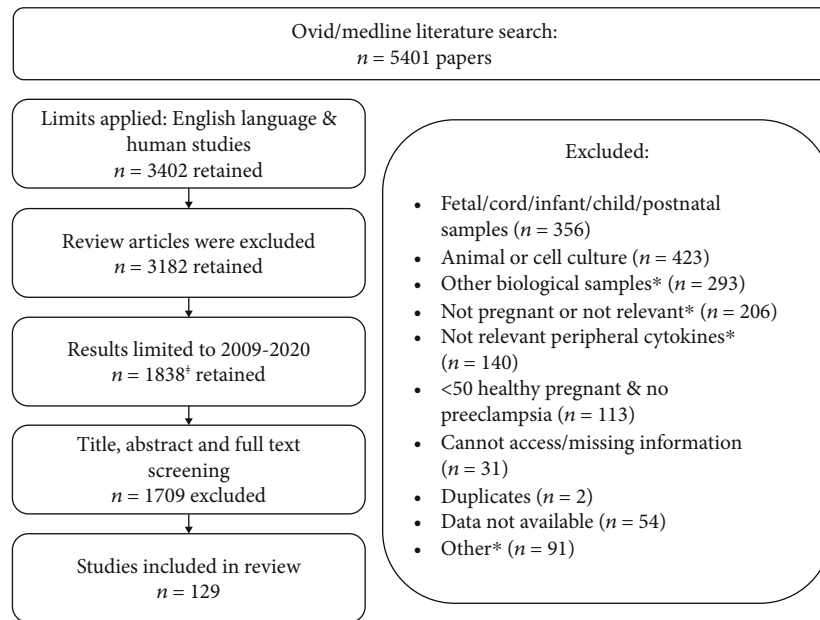 Ovid/medline literature search:
n = 5401 papers
Limits applied: English language &
human studies
n = 3402 retained
Review articles were excluded
n = 3182 retained
Results limited to 2009-2020
n = 1838‡ retained
Title, abstract and full text
screening
n = 1709 excluded
Studies included in review
n = 129
Excluded:
• Fetal/cord/infant/child/postnatal
samples (n = 356)
• Animal or cell culture (n = 423)
• Other biological samples* (n = 293)
• Not pregnant or not relevant* (n = 206)
• Not relevant peripheral cytokines*
(n = 140)
• <50 healthy pregnant & no
preeclampsia (n = 113)
• Cannot access/missing information
(n = 31)
• Duplicates (n = 2)
• Data not available (n = 54)
• Other* (n = 91)